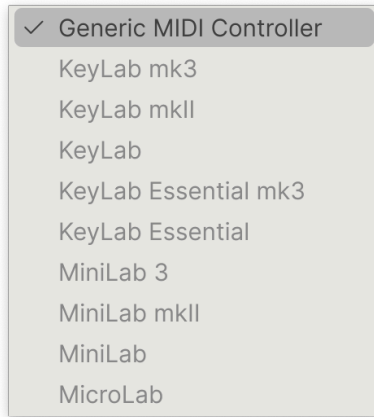 Generic MIDI Controller
KeyLab mk3
KeyLab mkII
KeyLab
KeyLab Essential mk3
KeyLab Essential
MiniLab 3
MiniLab mkII
MiniLab
MicroLab